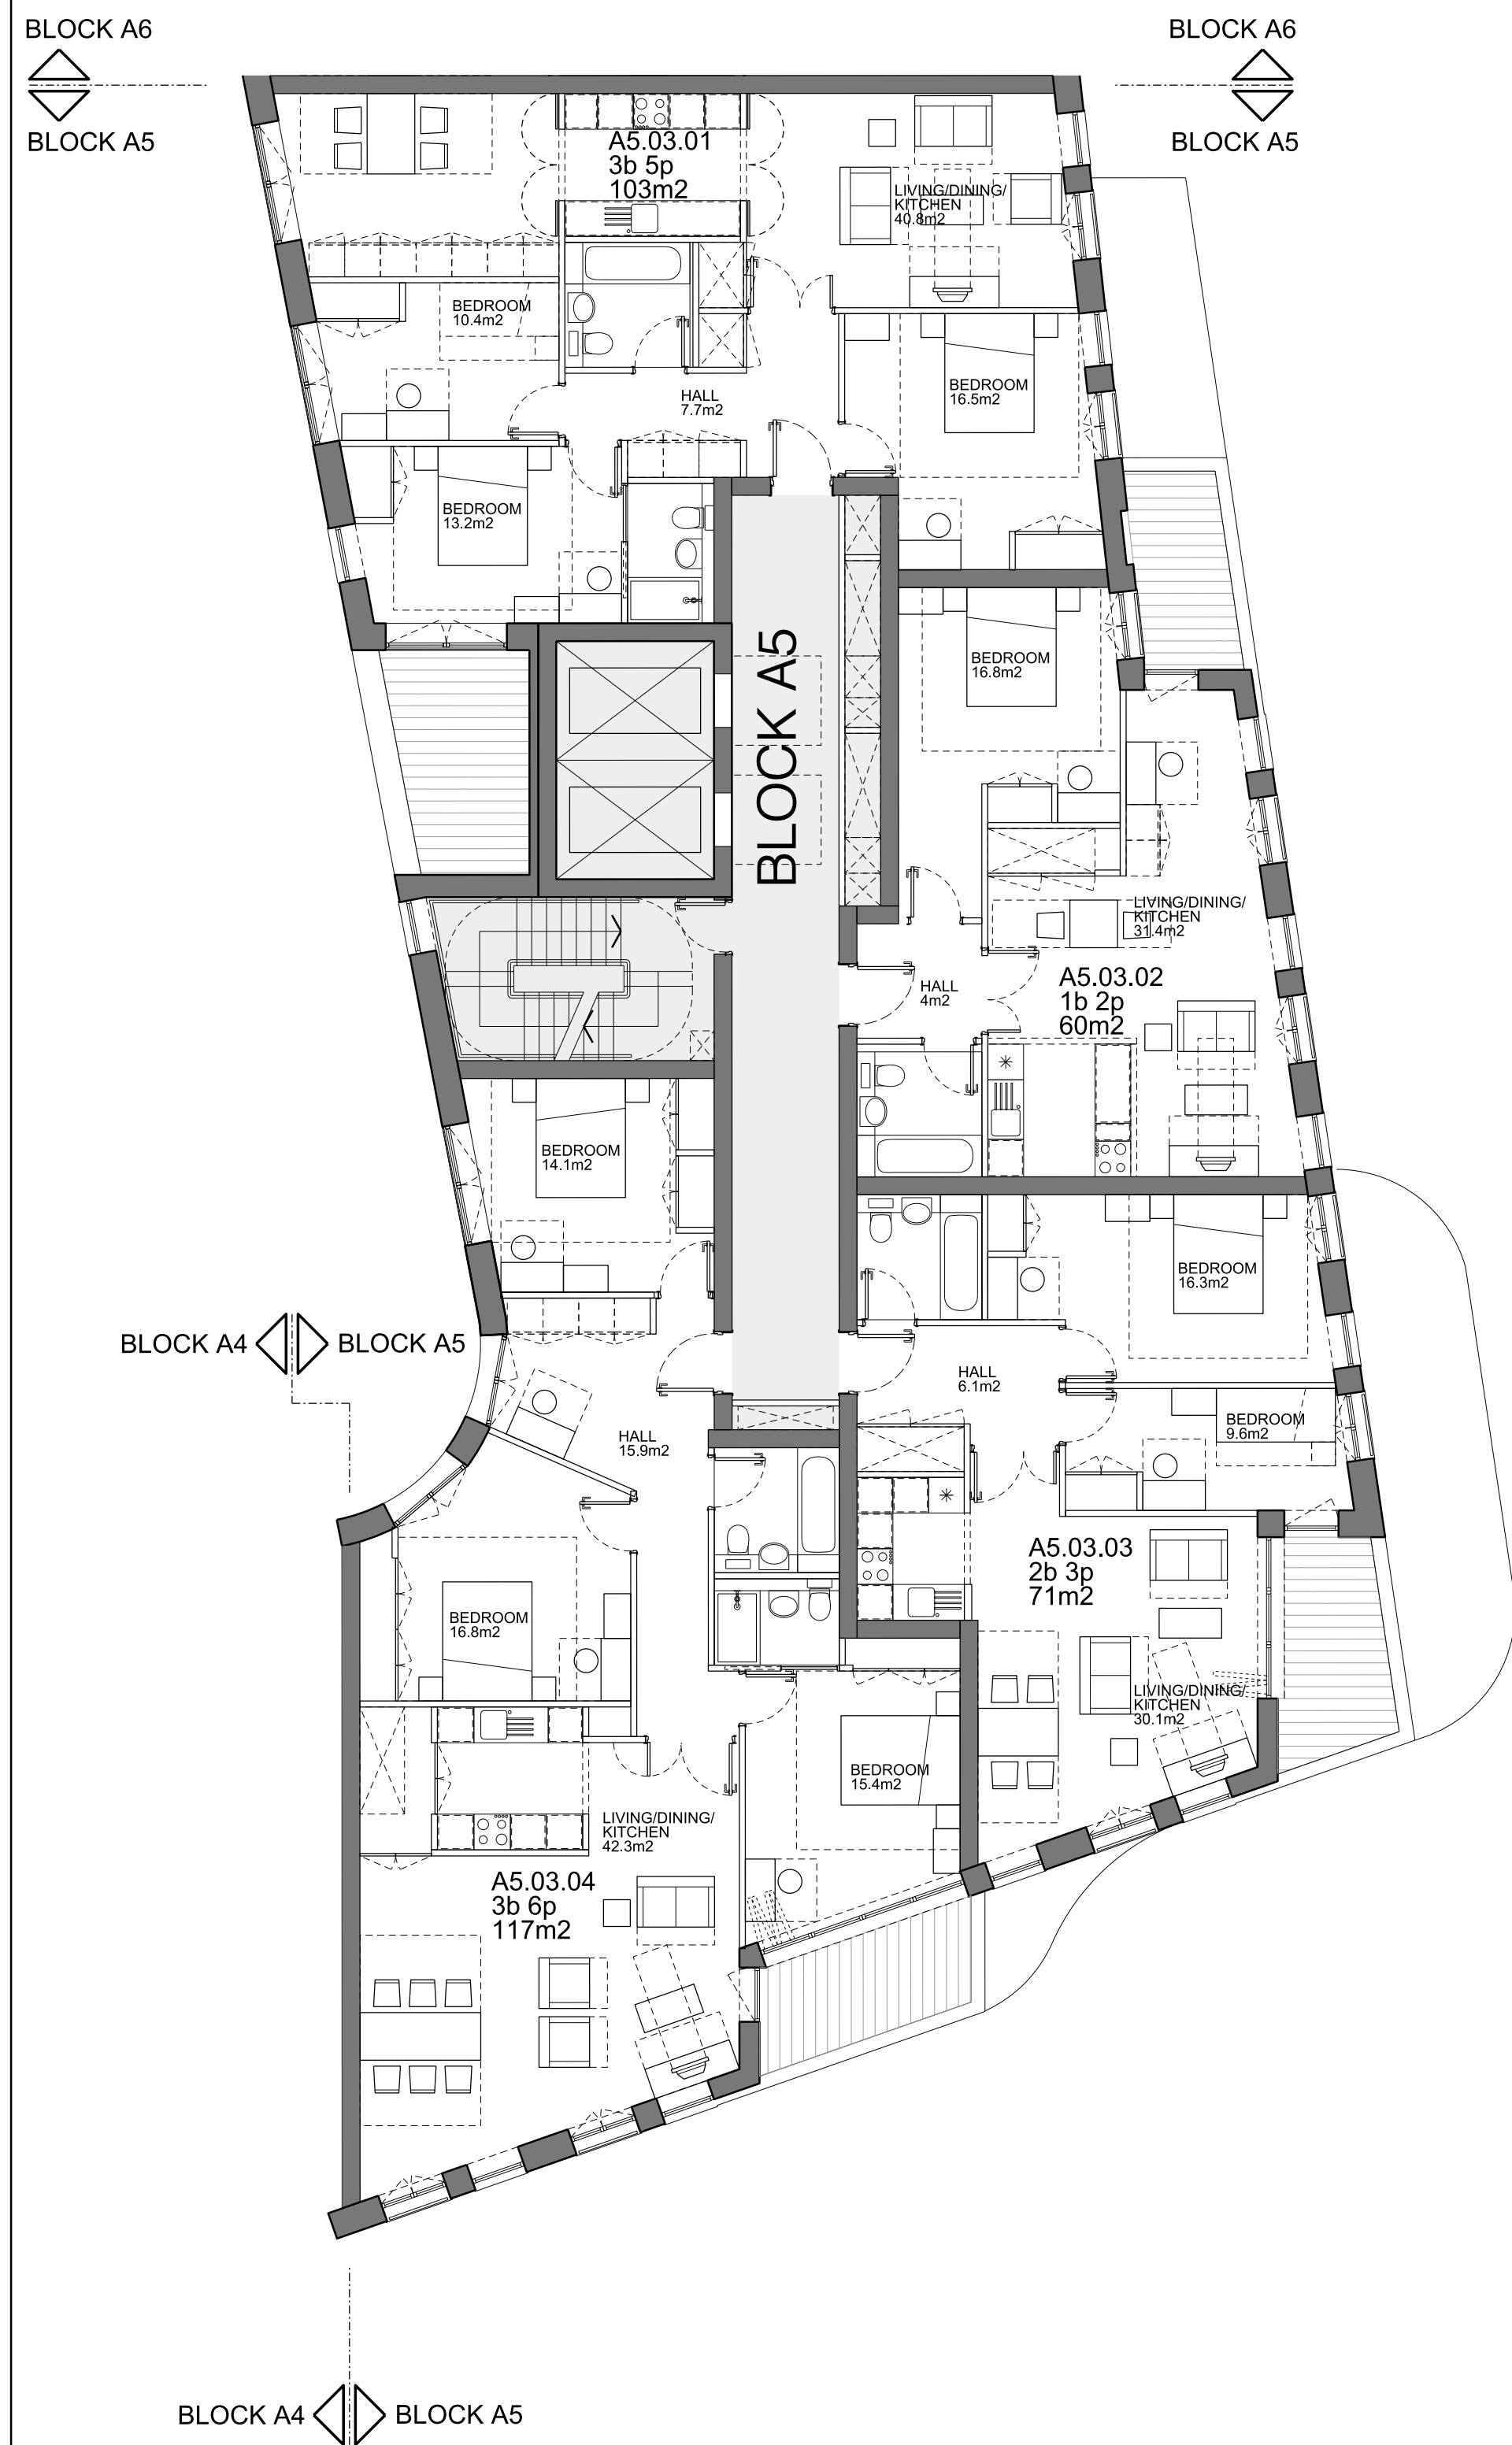 BLOCK A6
BLOCK A5
BLOCK A6
BLOCK A5
A5.03.01
3b 5p
103m2
LIVING/DINING/
KITCHEN
40.8m2
BEDROOM
10.4m2
BEDROOM
16.5m2
HALL
7.7m2
BEDROOM
13.2m2
BLOCK A5
BEDROOM
16.8m2
LIVING/DINING/
KITCHEN
31.4m2
HALL
4m2
A5.03.02
1b 2p
60m2
BEDROOM
14.1m2
BEDROOM
16.3m2
BLOCK A4
BLOCK A5
HALL
6.1m2
BEDROOM
9.6m2
HALL
15.9m2
A5.03.03
2b 3p
71m2
BEDROOM
16.8m2
LIVING/DINING/
KITCHEN
30.1m2
BEDROOM
15.4m2
LIVING/DINING/
KITCHEN
42.3m2
A5.03.04
3b 6p
117m2
BLOCK A4
BLOCK A5